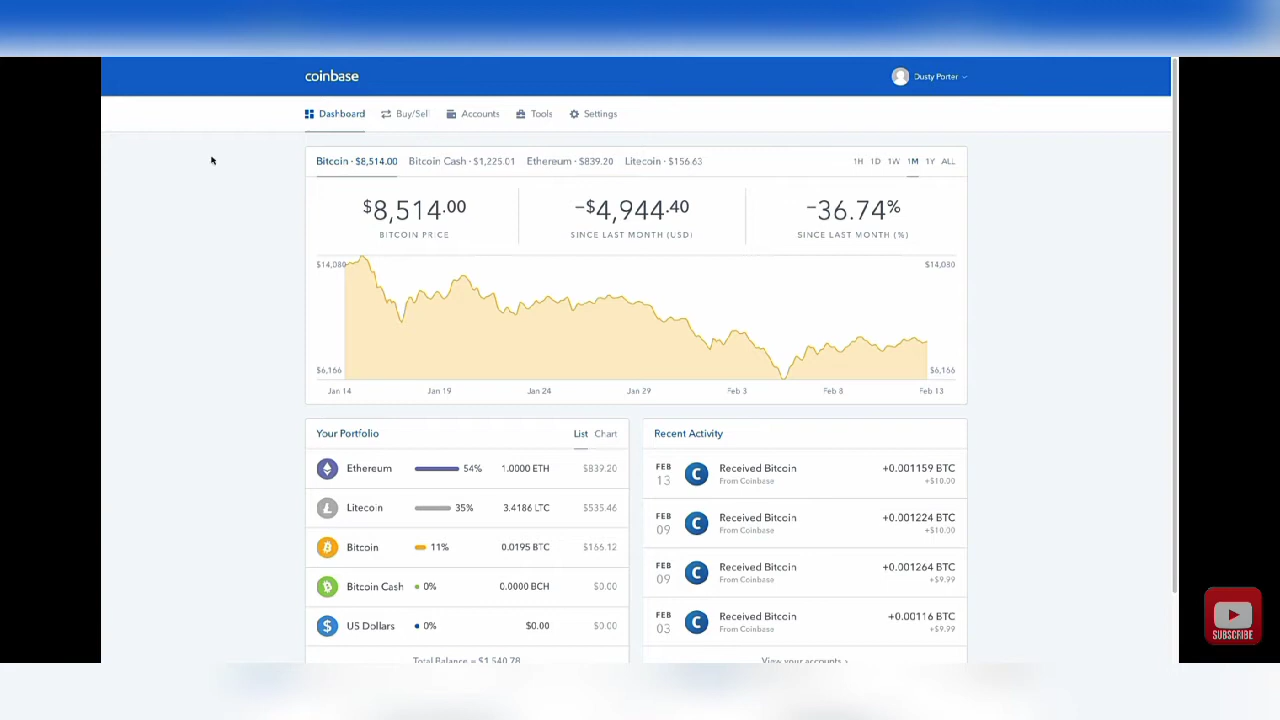 coinbase
Dusty Porter
Dashboard Buy/Sell Accounts Tools Settings
Bitcoin · $8,514.00 Bitcoin Cash · $1,225.01 Ethereum · $839.20 Litecoin · $156.63 1H 1D 1W 1M 1Y ALL
$8,514.00 −$4,944.40 −36.74%
BITCOIN PRICE SINCE LAST MONTH (USD) SINCE LAST MONTH (%)
$14,080 $14,080
$6,166 $6,166
Jan 14 Jan 19 Jan 24 Jan 29 Feb 3 Feb 8 Feb 13
Your Portfolio List Chart
Ethereum 54% 1.0000 ETH $839.20
Litecoin 35% 3.4186 LTC $535.46
Bitcoin 11% 0.0195 BTC $166.12
Bitcoin Cash 0% 0.0000 BCH $0.00
US Dollars 0% $0.00 $0.00
Total Balance = $1,540.78
Recent Activity
FEB 13 Received Bitcoin +0.001159 BTC
From Coinbase +$10.00
FEB 09 Received Bitcoin +0.001224 BTC
From Coinbase +$10.00
FEB 09 Received Bitcoin +0.001264 BTC
From Coinbase +$9.99
FEB 03 Received Bitcoin +0.00116 BTC
From Coinbase +$9.99
View your accounts ›
SUBSCRIBE